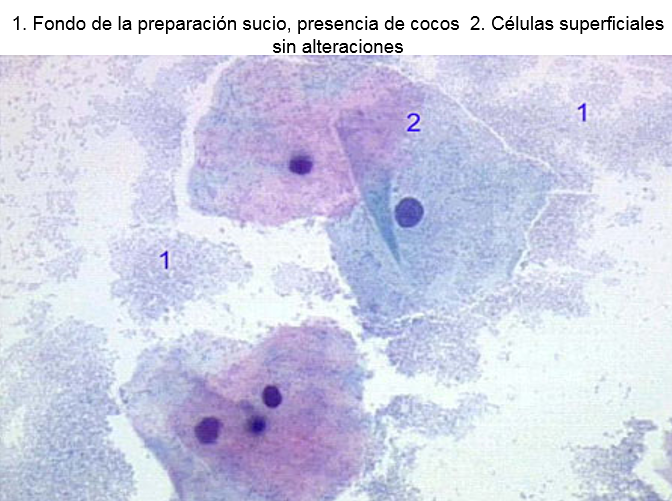 1. Fondo de la preparación sucio, presencia de cocos 2. Células superficiales
sin alteraciones
2
1
1